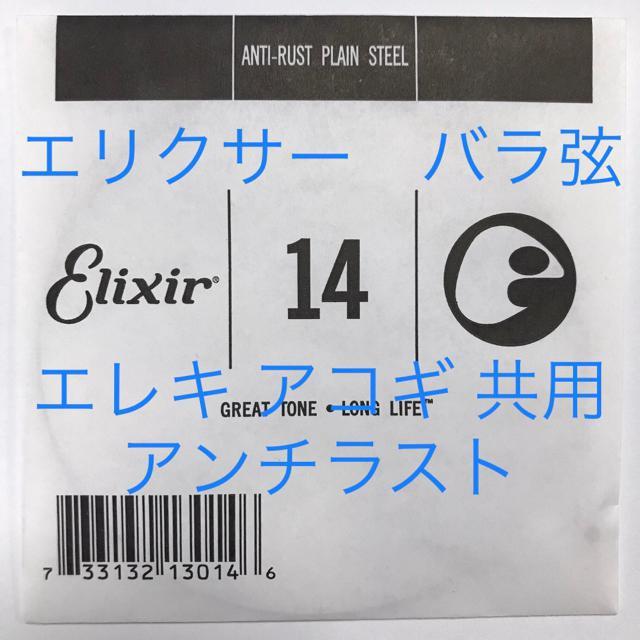 ANTI-RUST PLAIN STEEL
エリクサー　バラ弦
Elixir®
14
エレキ アコギ 共用
GREAT TONE • LONG LIFE™
アンチラスト
7 33132 13014 6